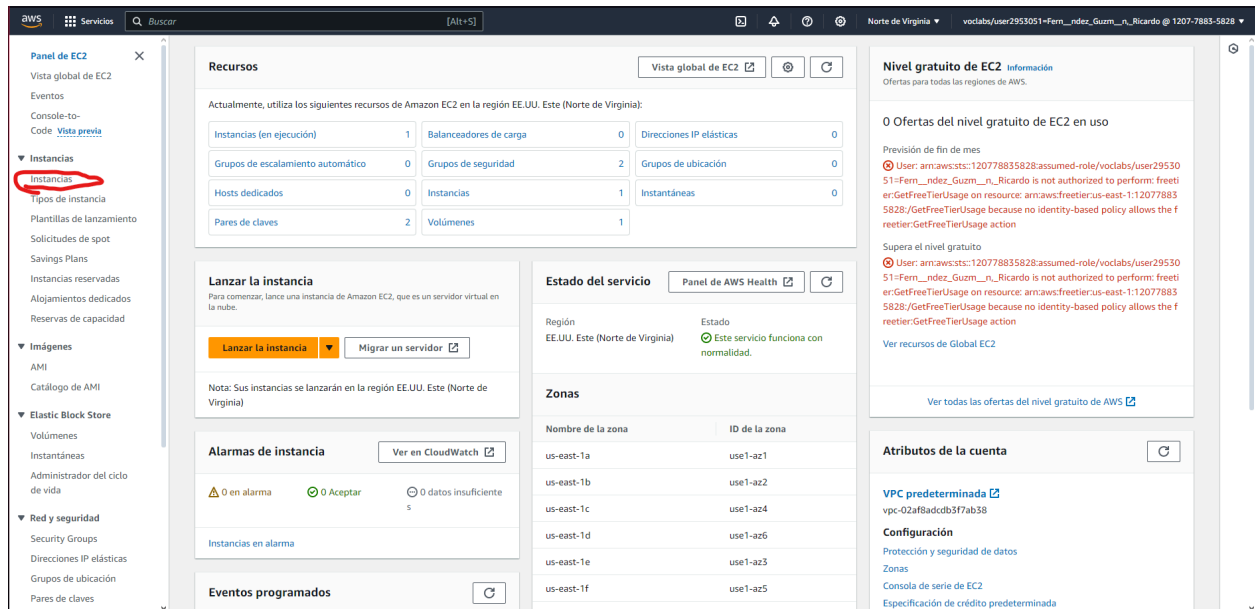 aws
Servicios
Buscar
[Alt+S]
Norte de Virginia
voclabs/user2953051=Fern__ndez_Guzm__n,_Ricardo @ 1207-7883-5828
Panel de EC2
Vista global de EC2
Eventos
Console-to-
Code Vista previa
Instancias
Instancias
Tipos de instancia
Plantillas de lanzamiento
Solicitudes de spot
Savings Plans
Instancias reservadas
Alojamientos dedicados
Reservas de capacidad
Imágenes
AMI
Catálogo de AMI
Elastic Block Store
Volúmenes
Instantáneas
Administrador del ciclo
de vida
Red y seguridad
Security Groups
Direcciones IP elásticas
Grupos de ubicación
Pares de claves
Recursos
Vista global de EC2
Actualmente, utiliza los siguientes recursos de Amazon EC2 en la región EE.UU. Este (Norte de Virginia):
Instancias (en ejecución) 1
Balanceadores de carga 0
Direcciones IP elásticas 0
Grupos de escalamiento automático 0
Grupos de seguridad 2
Grupos de ubicación 0
Hosts dedicados 0
Instancias 1
Instantáneas 0
Pares de claves 2
Volúmenes 1
Lanzar la instancia
Para comenzar, lance una instancia de Amazon EC2, que es un servidor virtual en
la nube.
Lanzar la instancia
Migrar un servidor
Nota: Sus instancias se lanzarán en la región EE.UU. Este (Norte de
Virginia)
Alarmas de instancia
Ver en CloudWatch
0 en alarma
0 Aceptar
0 datos insuficiente
s
Instancias en alarma
Eventos programados
Estado del servicio
Panel de AWS Health
Región
EE.UU. Este (Norte de Virginia)
Estado
Este servicio funciona con
normalidad.
Zonas
Nombre de la zona ID de la zona
us-east-1a use1-az1
us-east-1b use1-az2
us-east-1c use1-az4
us-east-1d use1-az6
us-east-1e use1-az3
us-east-1f use1-az5
Nivel gratuito de EC2 Información
Ofertas para todas las regiones de AWS.
0 Ofertas del nivel gratuito de EC2 en uso
Previsión de fin de mes
User: arn:aws:sts::120778835828:assumed-role/voclabs/user29530
51=Fern__ndez_Guzm__n,_Ricardo is not authorized to perform: freeti
er:GetFreeTierUsage on resource: arn:aws:freetier:us-east-1:12077883
5828:/GetFreeTierUsage because no identity-based policy allows the f
reetier:GetFreeTierUsage action
Supera el nivel gratuito
User: arn:aws:sts::120778835828:assumed-role/voclabs/user29530
51=Fern__ndez_Guzm__n,_Ricardo is not authorized to perform: freeti
er:GetFreeTierUsage on resource: arn:aws:freetier:us-east-1:12077883
5828:/GetFreeTierUsage because no identity-based policy allows the f
reetier:GetFreeTierUsage action
Ver recursos de Global EC2
Ver todas las ofertas del nivel gratuito de AWS
Atributos de la cuenta
VPC predeterminada
vpc-02af8adcdb3f7ab38
Configuración
Protección y seguridad de datos
Zonas
Consola de serie de EC2
Especificación de crédito predeterminada